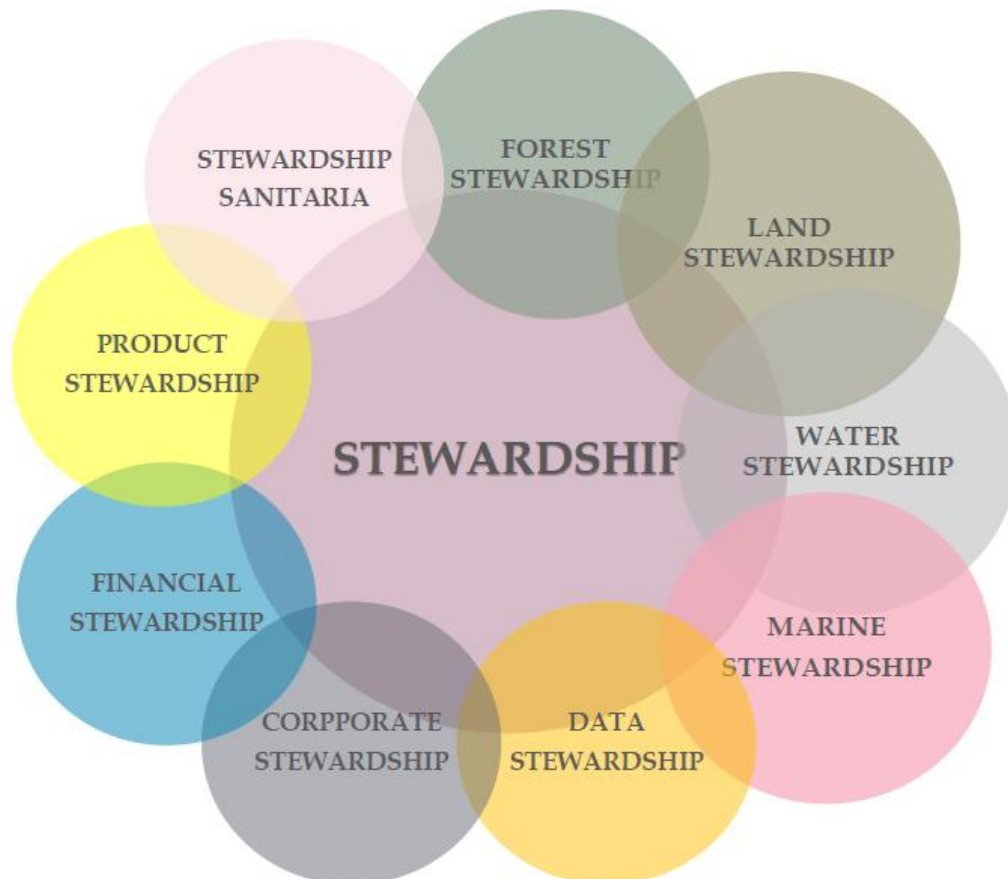 STEWARDSHIP
SANITARIA
FOREST
STEWARDSHIP
LAND
STEWARDSHIP
PRODUCT
STEWARDSHIP
STEWARDSHIP
WATER
STEWARDSHIP
FINANCIAL
STEWARDSHIP
MARINE
STEWARDSHIP
CORPPORATE
STEWARDSHIP
DATA
STEWARDSHIP